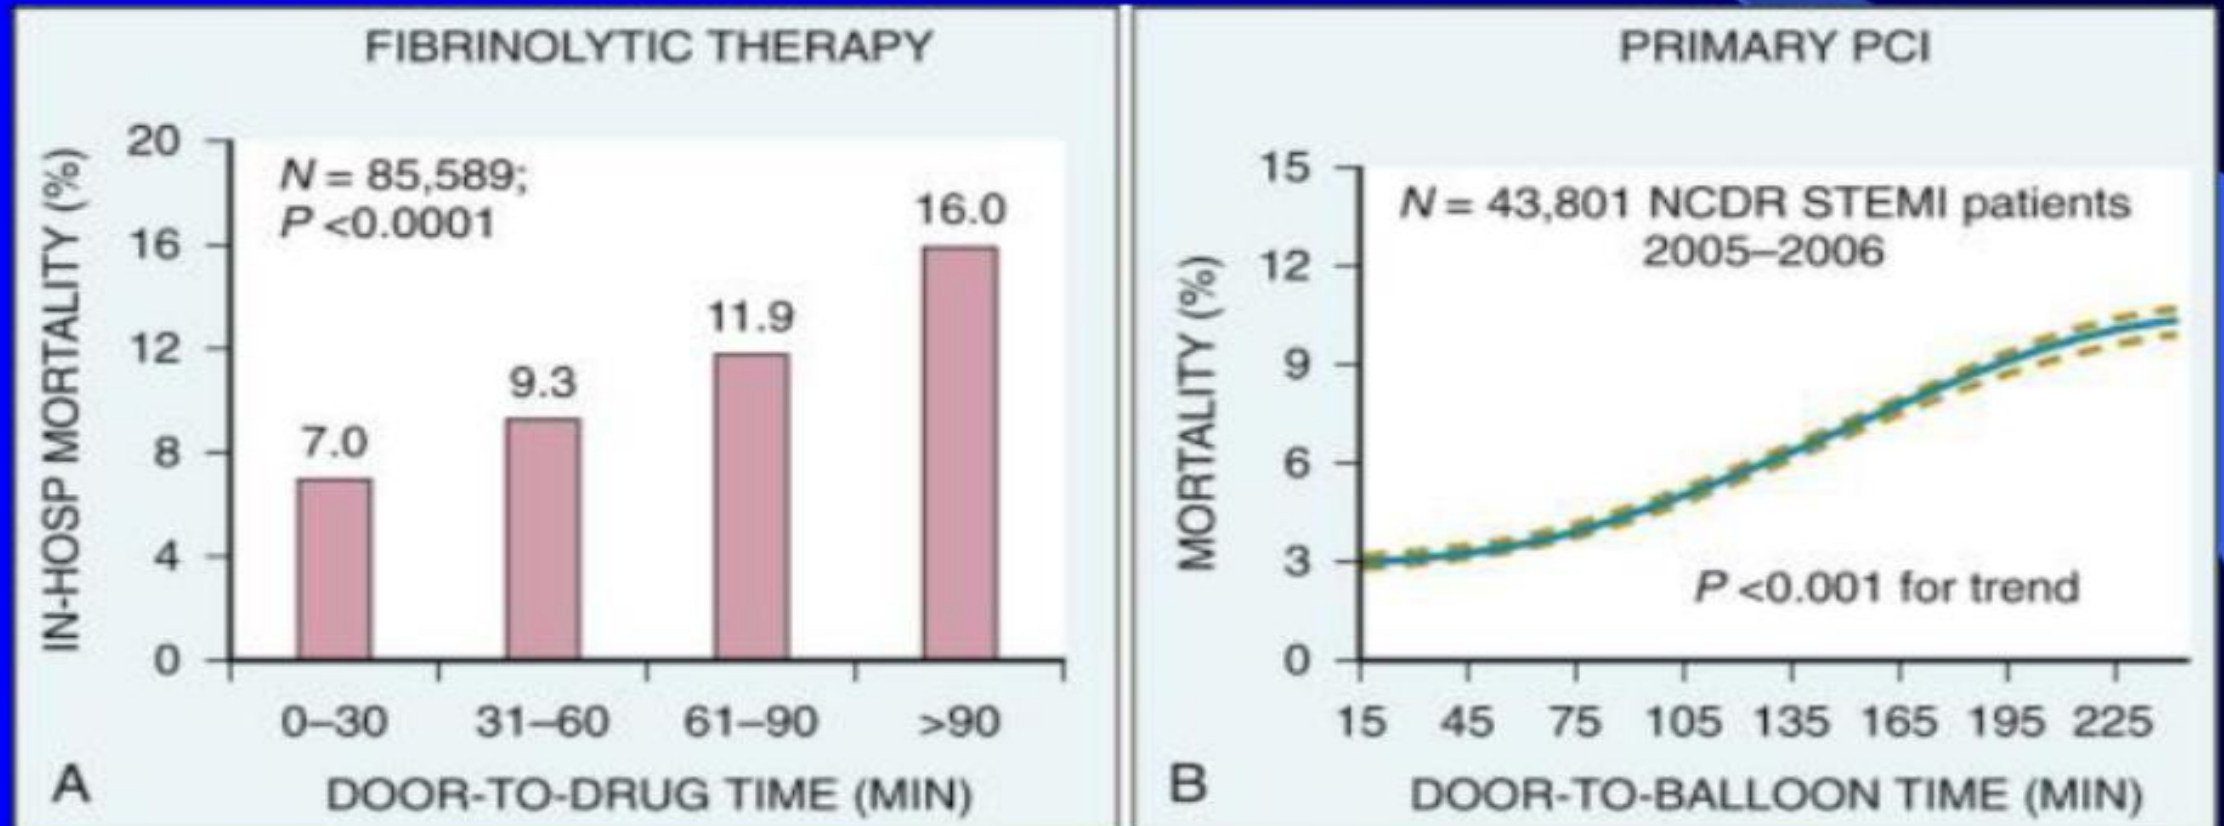 FIBRINOLYTIC THERAPY
IN-HOSP MORTALITY (%)
20
16
12
8
4
0
N = 85,589;
P <0.0001
7.0
9.3
11.9
16.0
0–30 31–60 61–90 >90
A
DOOR-TO-DRUG TIME (MIN)
PRIMARY PCI
MORTALITY (%)
15
12
9
6
3
0
N = 43,801 NCDR STEMI patients
2005–2006
P <0.001 for trend
15 45 75 105 135 165 195 225
B
DOOR-TO-BALLOON TIME (MIN)